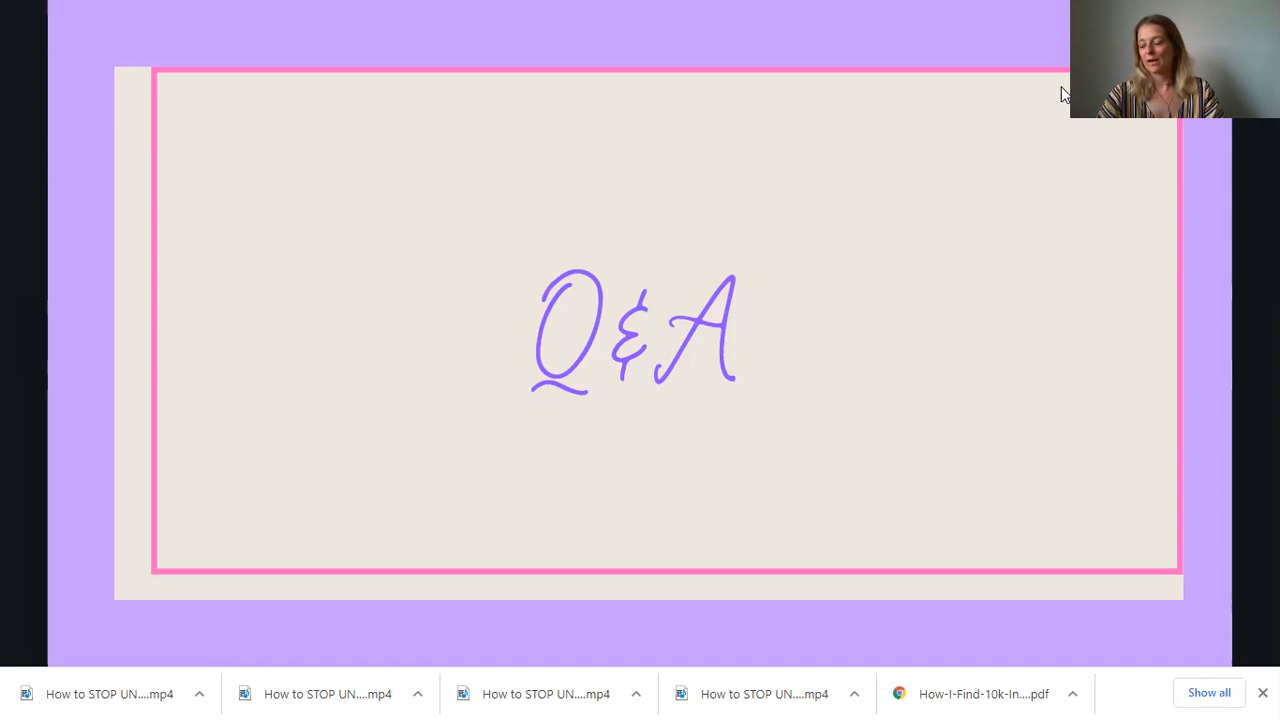 Q&A
How to STOP UN....mp4
How to STOP UN....mp4
How to STOP UN....mp4
How to STOP UN....mp4
How-I-Find-10k-In....pdf
Show all